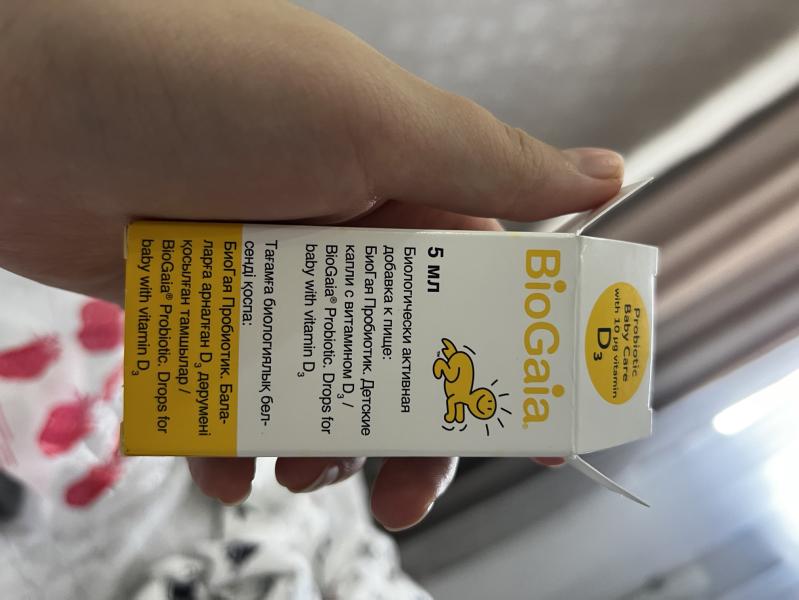 Probiotic
Baby Care
with 10 µg vitamin
D₃
BioGaia®
5 мл
Биологически активная
добавка к пище:
БиоГая Пробиотик. Детские
капли с витамином D₃ /
BioGaia® Probiotic. Drops for
baby with vitamin D₃
Тағамға биологиялық бел-
сенді қоспа:
БиоГая Пробиотик. Бала-
ларға арналған D₃ дәрумені
қосылған тамшылар /
BioGaia® Probiotic. Drops for
baby with vitamin D₃